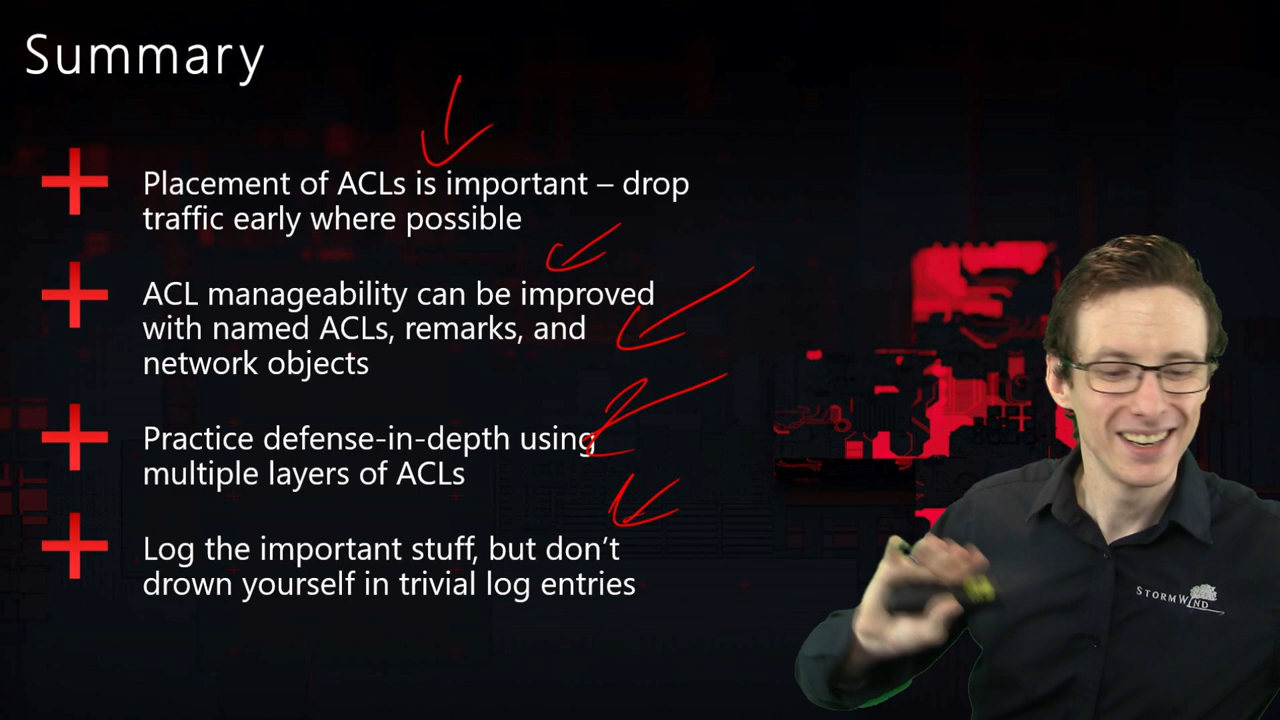 Summary
Placement of ACLs is important – drop
traffic early where possible
ACL manageability can be improved
with named ACLs, remarks, and
network objects
Practice defense-in-depth using
multiple layers of ACLs
Log the important stuff, but don't
drown yourself in trivial log entries
STORMWIND